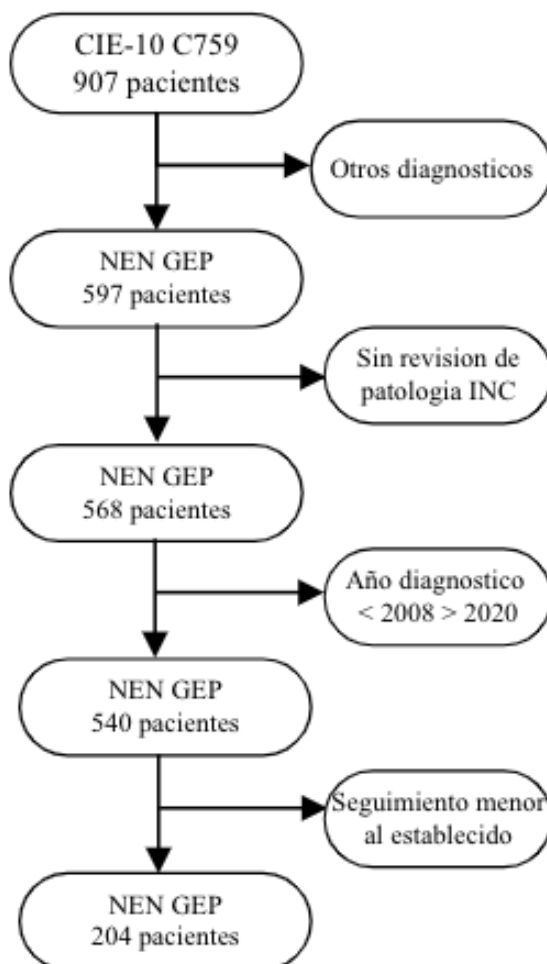 CIE-10 C759
907 pacientes
Otros diagnosticos
NEN GEP
597 pacientes
Sin revision de
patologia INC
NEN GEP
568 pacientes
Año diagnostico
< 2008 > 2020
NEN GEP
540 pacientes
Seguimiento menor
al establecido
NEN GEP
204 pacientes